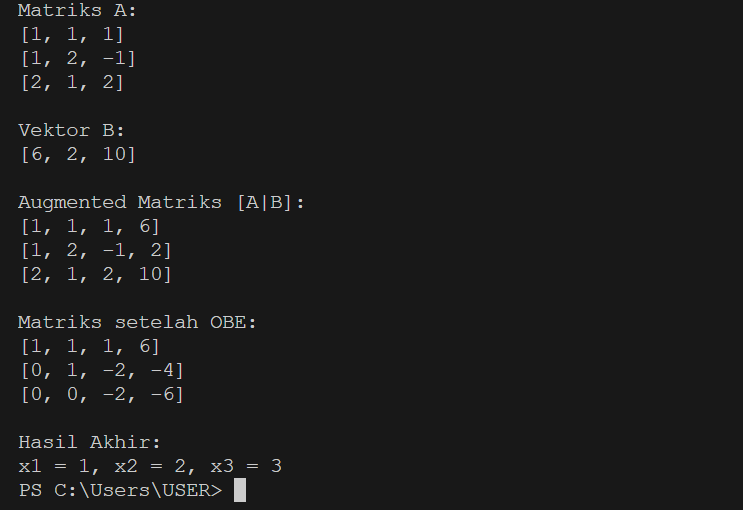 Matriks A:
[1, 1, 1]
[1, 2, -1]
[2, 1, 2]
Vektor B:
[6, 2, 10]
Augmented Matriks [A|B]:
[1, 1, 1, 6]
[1, 2, -1, 2]
[2, 1, 2, 10]
Matriks setelah OBE:
[1, 1, 1, 6]
[0, 1, -2, -4]
[0, 0, -2, -6]
Hasil Akhir:
x1 = 1, x2 = 2, x3 = 3
PS C:\Users\USER>